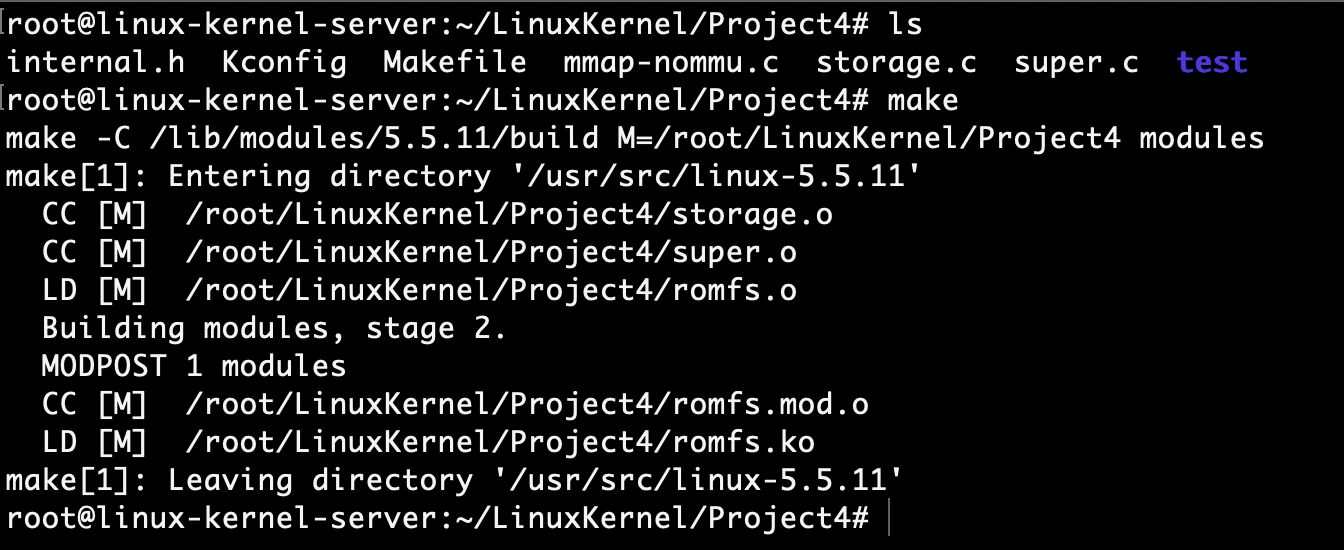 root@linux-kernel-server:~/LinuxKernel/Project4# ls
internal.h  Kconfig  Makefile  mmap-nommu.c  storage.c  super.c  test
root@linux-kernel-server:~/LinuxKernel/Project4# make
make -C /lib/modules/5.5.11/build M=/root/LinuxKernel/Project4 modules
make[1]: Entering directory '/usr/src/linux-5.5.11'
  CC [M]  /root/LinuxKernel/Project4/storage.o
  CC [M]  /root/LinuxKernel/Project4/super.o
  LD [M]  /root/LinuxKernel/Project4/romfs.o
  Building modules, stage 2.
  MODPOST 1 modules
  CC [M]  /root/LinuxKernel/Project4/romfs.mod.o
  LD [M]  /root/LinuxKernel/Project4/romfs.ko
make[1]: Leaving directory '/usr/src/linux-5.5.11'
root@linux-kernel-server:~/LinuxKernel/Project4#